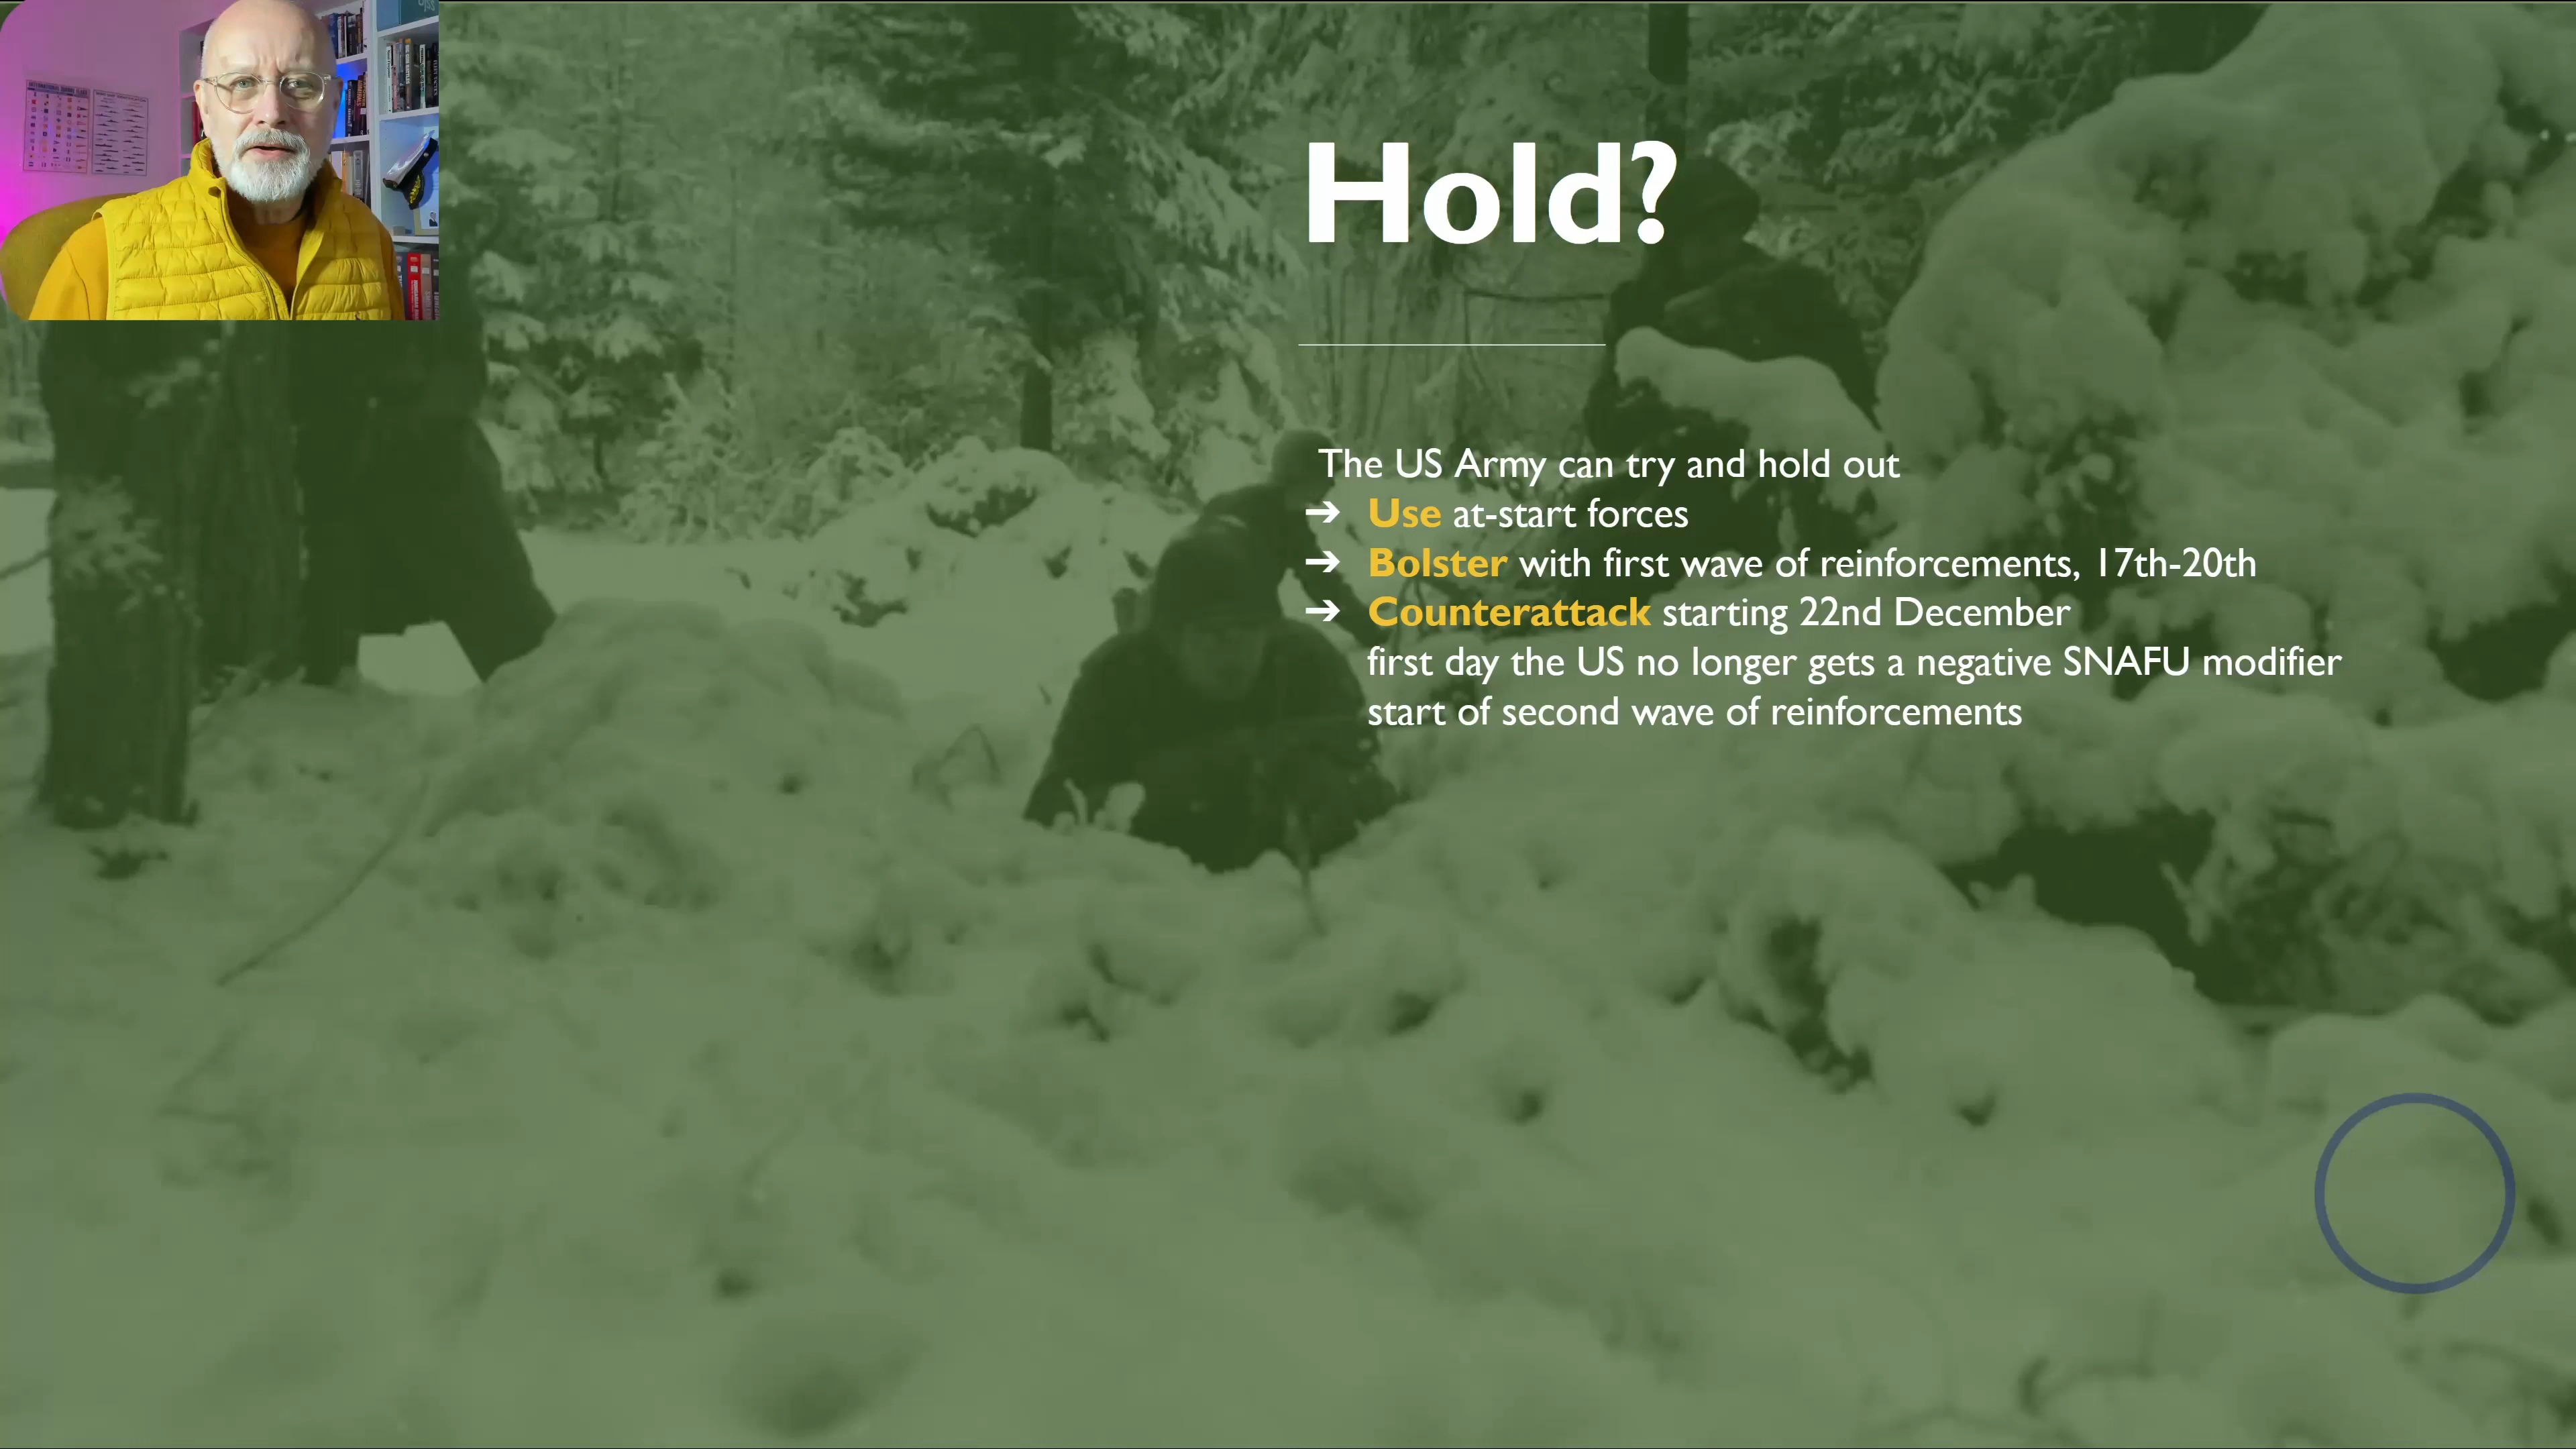 Hold?
The US Army can try and hold out
➔ Use at-start forces
➔ Bolster with first wave of reinforcements, 17th-20th
➔ Counterattack starting 22nd December
first day the US no longer gets a negative SNAFU modifier
start of second wave of reinforcements